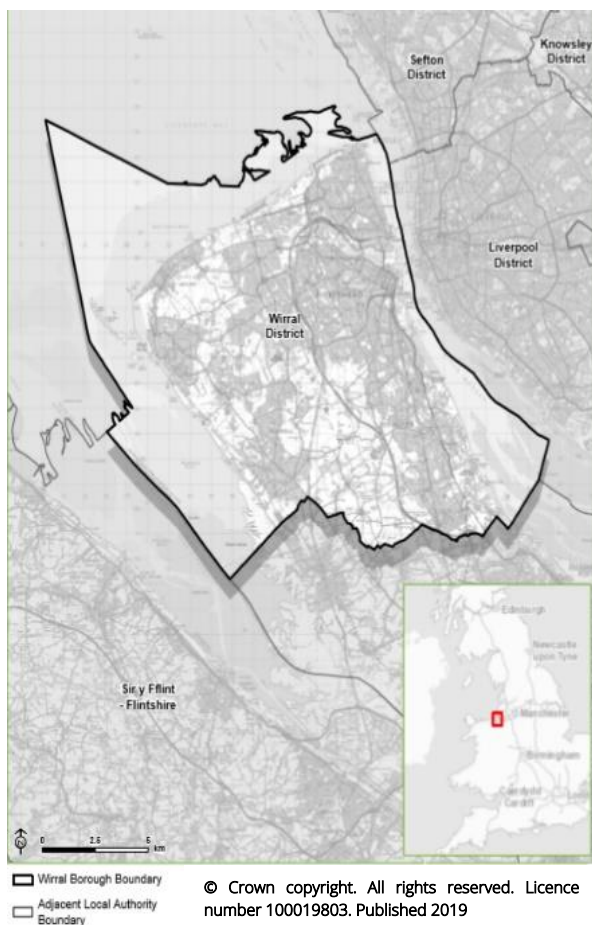 Knowsley
District
Sefton
District
Liverpool
District
Wirral
District
Sir y Fflint
- Flintshire
Edinburgh
Newcastle
upon Tyne
Manchester
Birmingham
Caerdydd
Cardiff
0 2.5 5
km
Wirral Borough Boundary
Adjacent Local Authority
Boundary
© Crown copyright. All rights reserved. Licence
number 100019803. Published 2019